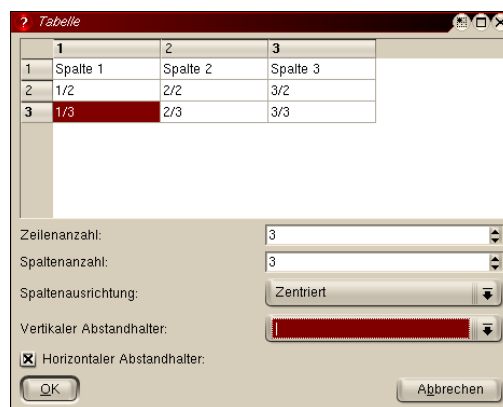 ? Tabelle
1 2 3
1 Spalte 1 Spalte 2 Spalte 3
2 1/2 2/2 3/2
3 1/3 2/3 3/3
Zeilenanzahl: 3
Spaltenanzahl: 3
Spaltenausrichtung: Zentriert
Vertikaler Abstandhalter: |
Horizontaler Abstandhalter:
OK Abbrechen